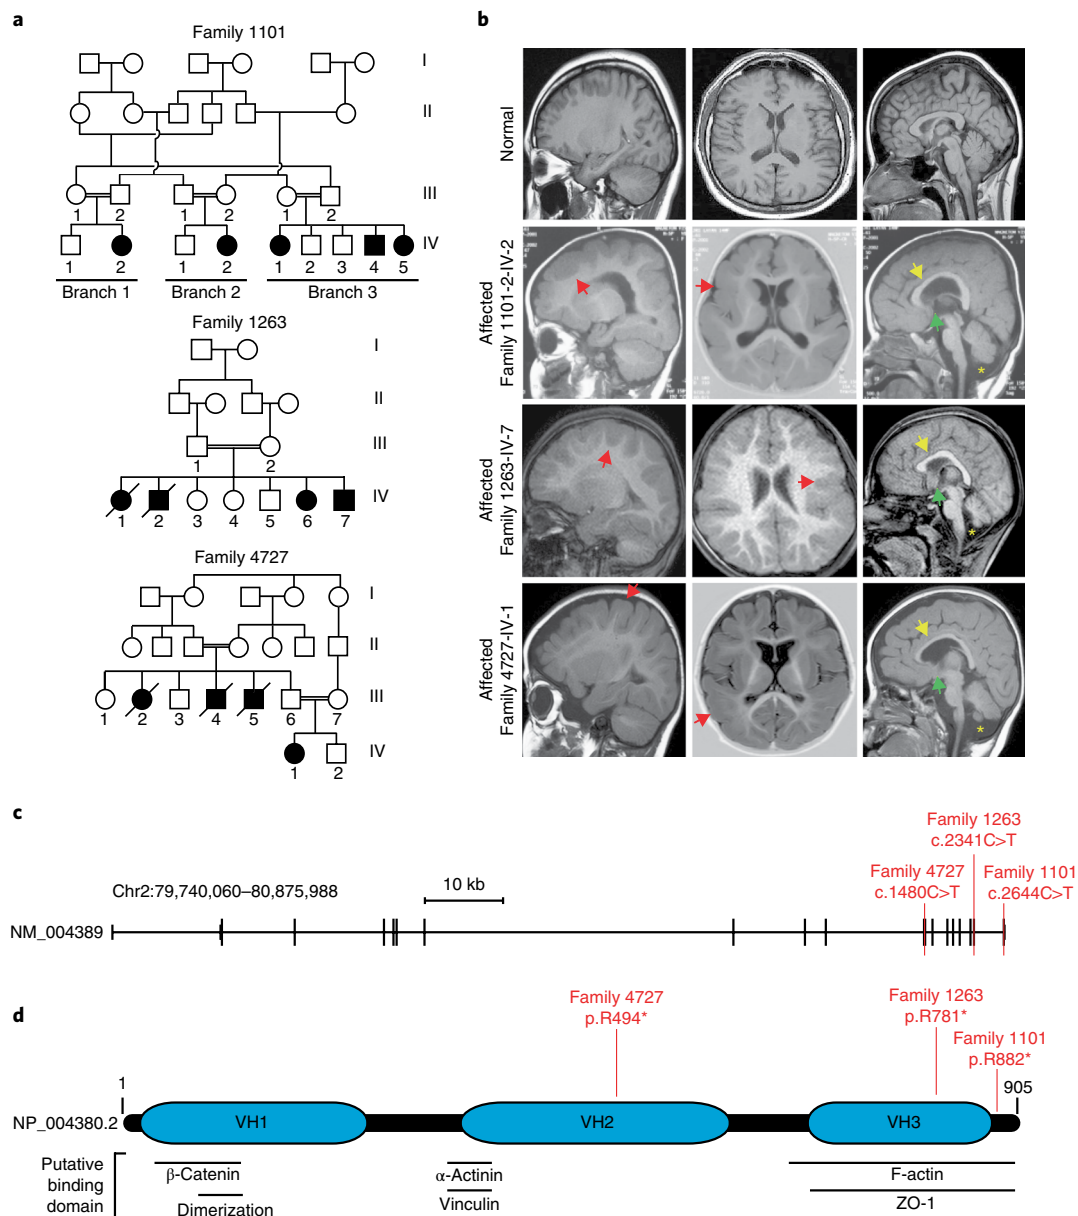 a
Family 1101
I
II
III
1 2 1 2 1 2
IV
1 2 1 2 1 2 3 4 5
Branch 1 Branch 2 Branch 3
Family 1263
I
II
III
1 2
IV
1 2 3 4 5 6 7
Family 4727
I
II
III
1 2 3 4 5 6 7
IV
1 2
b
Normal
Affected
Family 1101-2-IV-2
*
Affected
Family 1263-IV-7
*
Affected
Family 4727-IV-1
*
c
Family 1263
c.2341C>T
Family 4727
c.1480C>T
Family 1101
c.2644C>T
Chr2:79,740,060–80,875,988
10 kb
NM_004389
d
Family 4727
p.R494*
Family 1263
p.R781*
Family 1101
p.R882*
1
905
NP_004380.2
VH1 VH2 VH3
Putative
binding
domain
β-Catenin
Dimerization
α-Actinin
Vinculin
F-actin
ZO-1